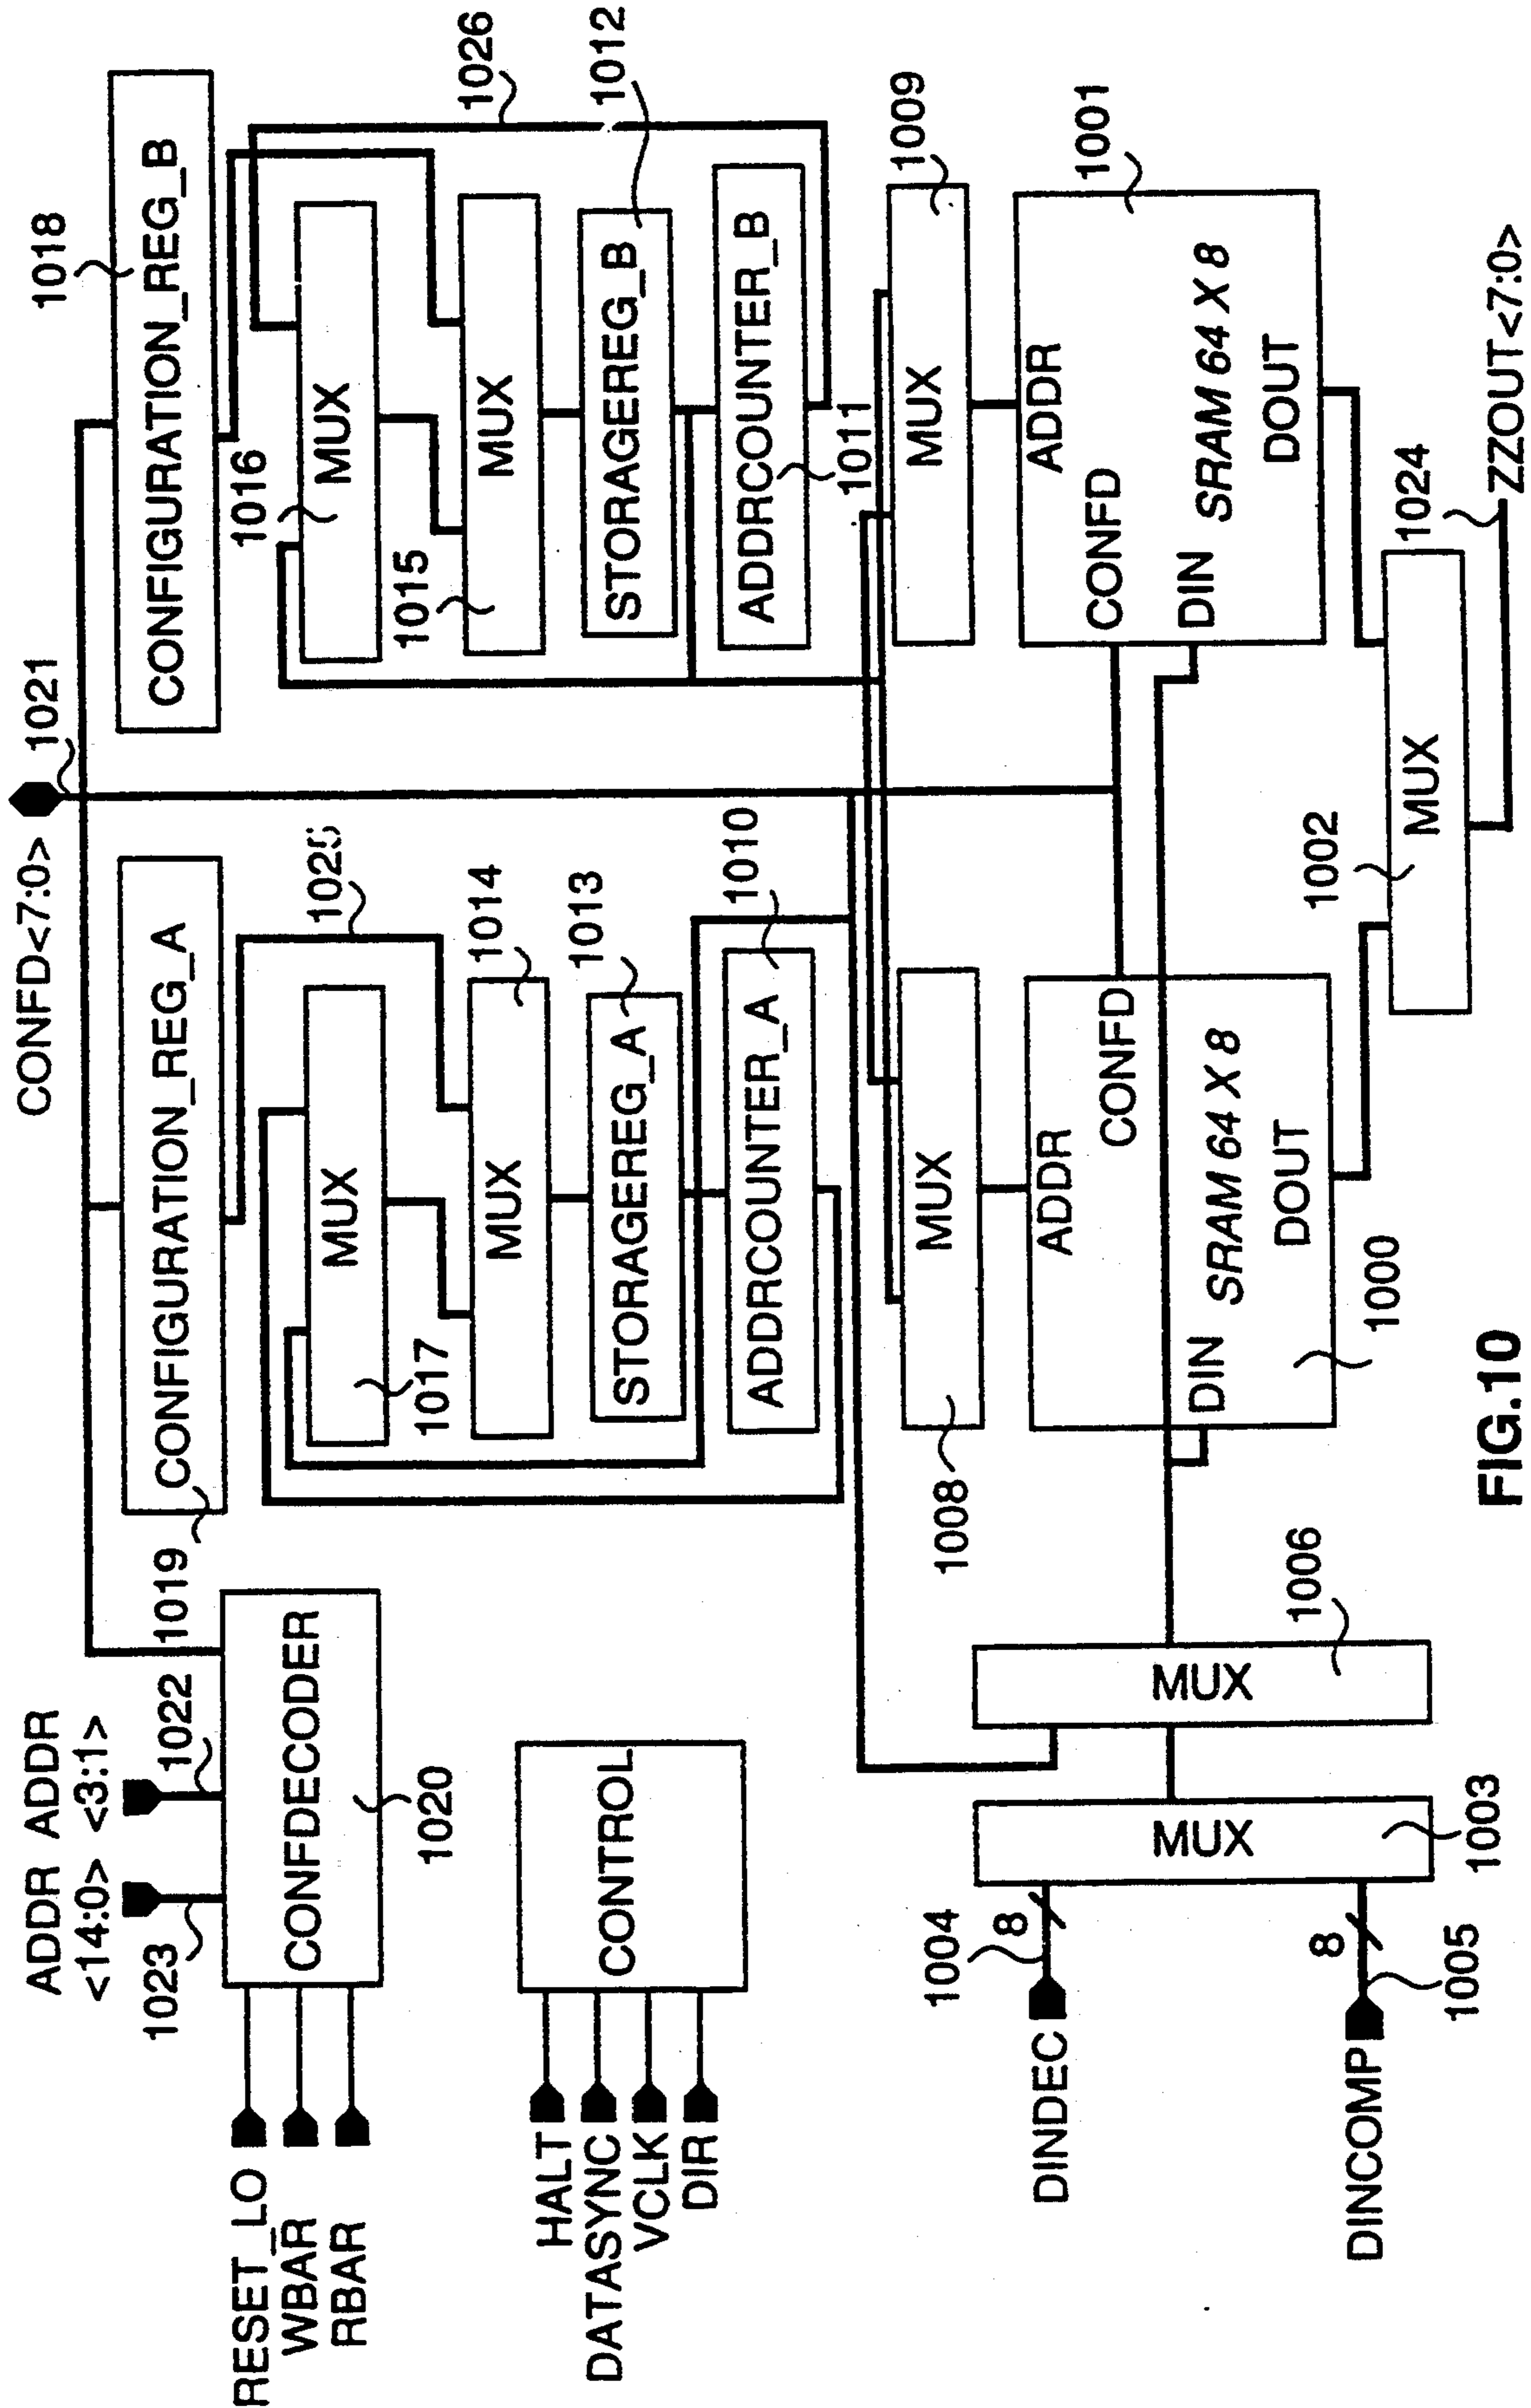 CONFD<7:0>
1021
ADDR ADDR
<14:0> <3:1>
1023
1022
1019
1018
RESET_LO
WBAR
RBAR
CONFDECODER
1020
CONFIGURATION_REG_A
CONFIGURATION_REG_B
1016
1026
MUX
1017
MUX
1015
1014
MUX
MUX
1012
1013
STORAGEREG_A
STORAGEREG_B
HALT
DATASYNC
VCLK
DIR
CONTROL
1010
ADDRCOUNTER_A
ADDRCOUNTER_B
1011
1009
MUX
MUX
1008
1001
1004
8
DINDEC
MUX
MUX
1006
ADDR
CONFD
DIN
SRAM 64 X 8
DOUT
1000
ADDR
CONFD
DIN
SRAM 64 X 8
DOUT
8
DINCOMP
1005
1003
1002
MUX
1024
ZZOUT<7:0>
FIG.10